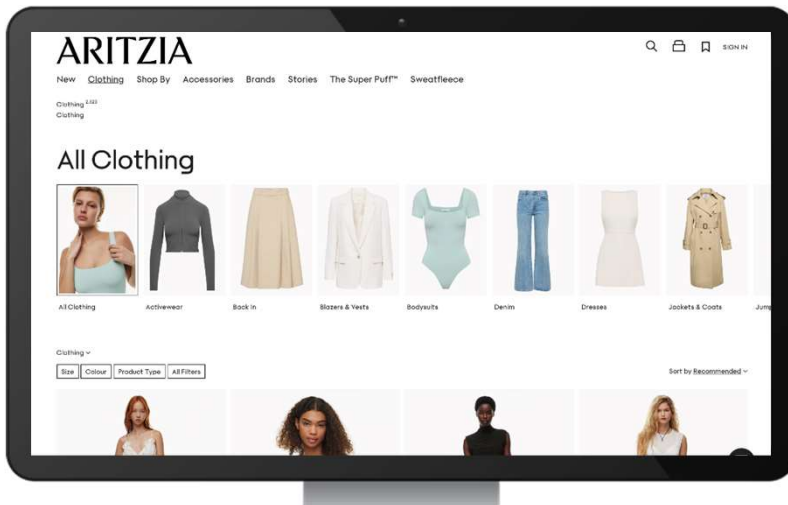 ARITZIA
SIGN IN
New Clothing Shop By Accessories Brands Stories The Super Puff™ Sweatfleece
Clothing
Clothing
All Clothing
All Clothing Activewear Back In Blazers & Vests Bodysuits Denim Dresses Jackets & Coats Jump
Clothing
Size Colour Product Type All Filters
Sort by Recommended